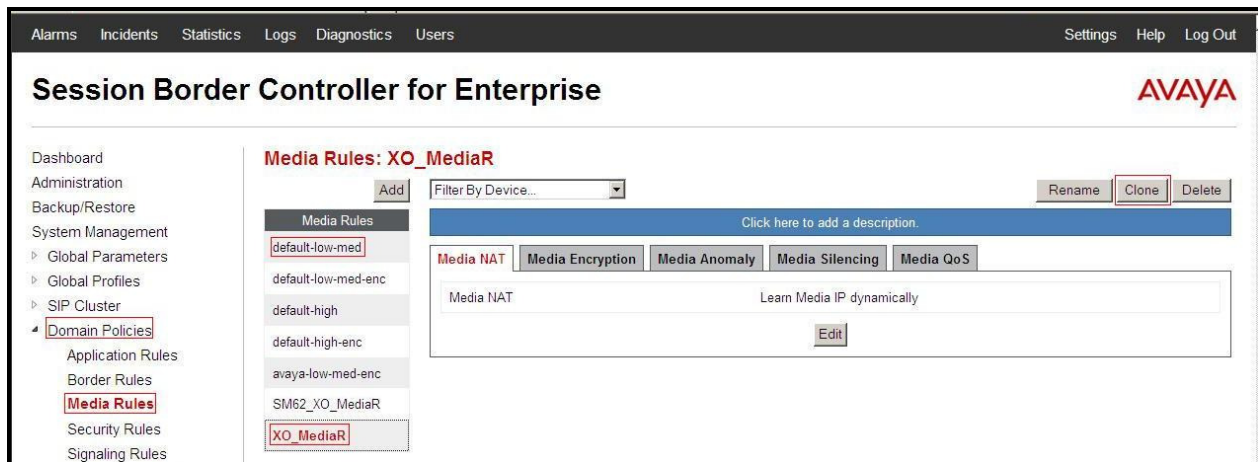 Alarms Incidents Statistics Logs Diagnostics Users Settings Help Log Out
Session Border Controller for Enterprise
AVAYA
Dashboard
Administration
Backup/Restore
System Management
Global Parameters
Global Profiles
SIP Cluster
Domain Policies
Application Rules
Border Rules
Media Rules
Security Rules
Signaling Rules
Media Rules: XO_MediaR
Add
Filter By Device...
Rename
Clone
Delete
Media Rules
default-low-med
default-low-med-enc
default-high
default-high-enc
avaya-low-med-enc
SM62_XO_MediaR
XO_MediaR
Click here to add a description.
Media NAT Media Encryption Media Anomaly Media Silencing Media QoS
Media NAT Learn Media IP dynamically
Edit